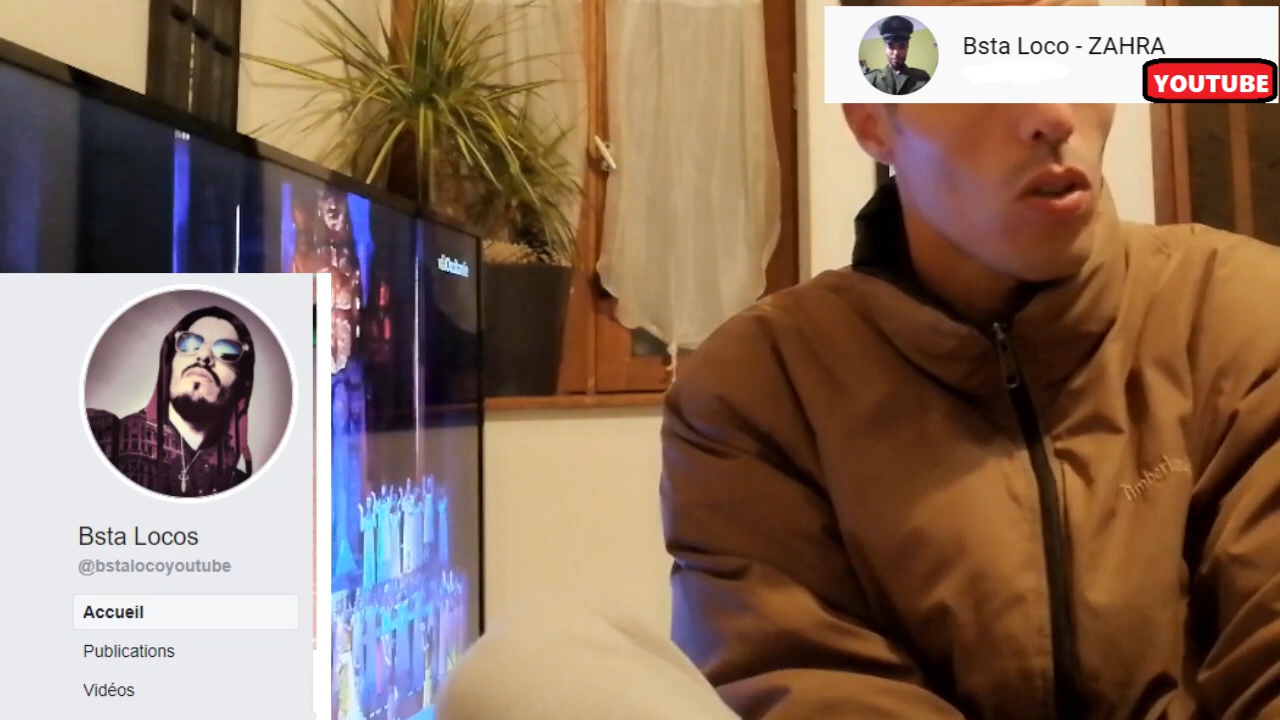 Bsta Loco - ZAHRA
YOUTUBE
Bsta Locos
@bstalocoyoutube
Accueil
Publications
Vidéos
Timberland